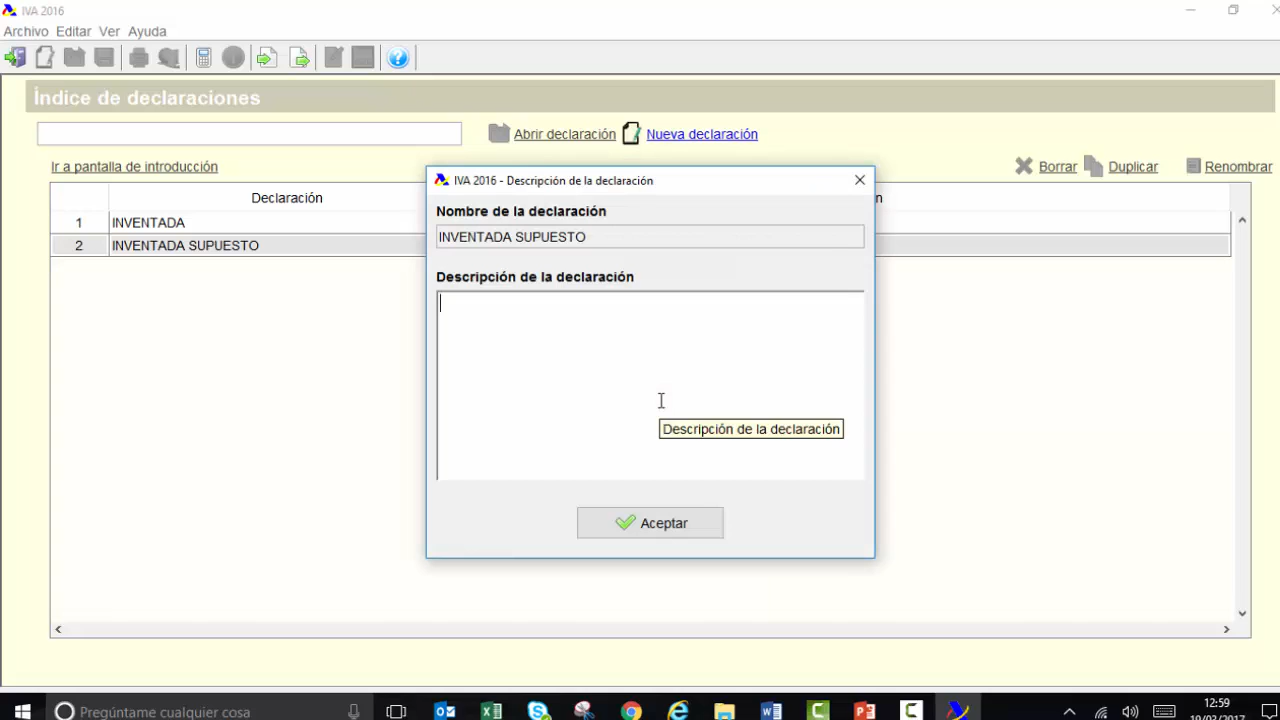 IVA 2016
Archivo Editar Ver Ayuda
Índice de declaraciones
Abrir declaración Nueva declaración
Ir a pantalla de introducción Borrar Duplicar Renombrar
Declaración
1 INVENTADA
2 INVENTADA SUPUESTO
IVA 2016 - Descripción de la declaración
Nombre de la declaración
INVENTADA SUPUESTO
Descripción de la declaración
Descripción de la declaración
Aceptar
Pregúntame cualquier cosa
12:59